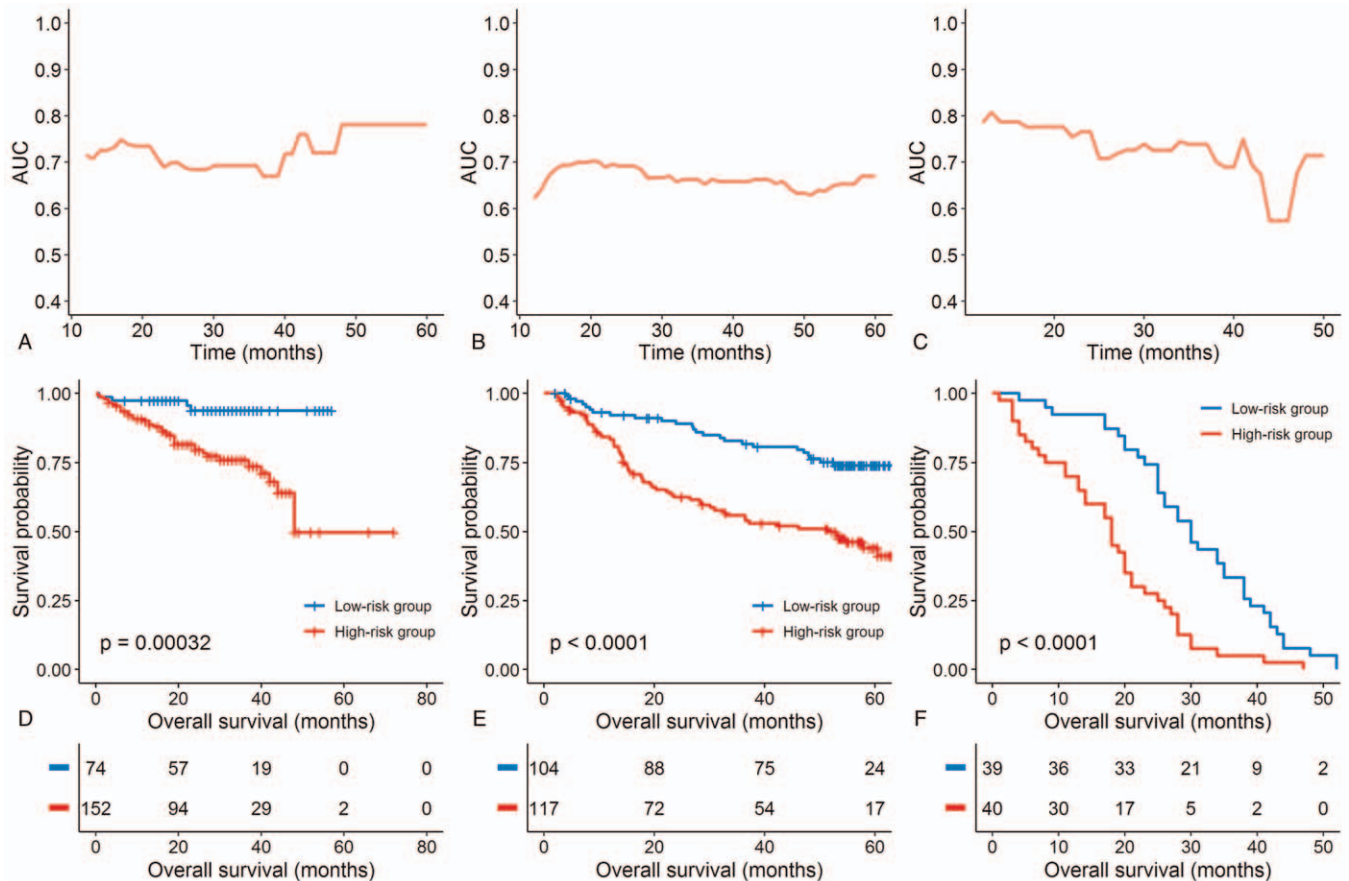 1.0
0.9
0.8
0.7
0.6
0.5
0.4
AUC
10 20 30 40 50 60
A
Time (months)
1.0
0.9
0.8
0.7
0.6
0.5
0.4
AUC
10 20 30 40 50 60
B
Time (months)
1.0
0.9
0.8
0.7
0.6
0.5
0.4
AUC
20 30 40 50
C
Time (months)
1.00
0.75
0.50
0.25
0.00
Survival probability
Low-risk group
High-risk group
p = 0.00032
0 20 40 60 80
Overall survival (months)
D
74 57 19 0 0
152 94 29 2 0
0 20 40 60 80
Overall survival (months)
1.00
0.75
0.50
0.25
0.00
Survival probability
Low-risk group
High-risk group
p < 0.0001
0 20 40 60
Overall survival (months)
E
104 88 75 24
117 72 54 17
0 20 40 60
Overall survival (months)
1.00
0.75
0.50
0.25
0.00
Survival probability
Low-risk group
High-risk group
p < 0.0001
0 10 20 30 40 50
Overall survival (months)
F
39 36 33 21 9 2
40 30 17 5 2 0
0 10 20 30 40 50
Overall survival (months)